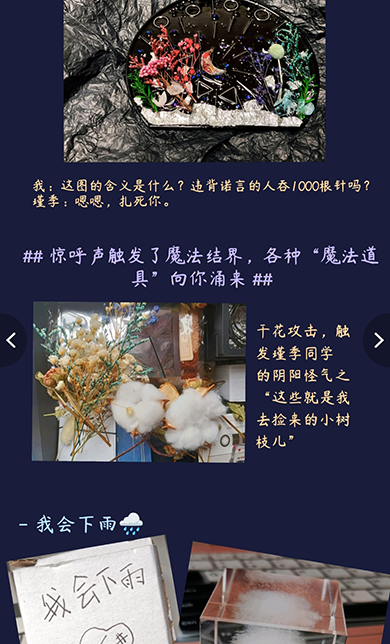 我：这图的含义是什么？违背诺言的人吞1000根针吗？
瑾季：嗯嗯，扎死你。
## 惊呼声触发了魔法结界，各种“魔法道
具”向你涌来 ##
干花攻击，触
发瑾季同学
的阴阳怪气之
“这些就是我
去捡来的小树
枝儿”
- 我会下雨🌧️
我会下雨